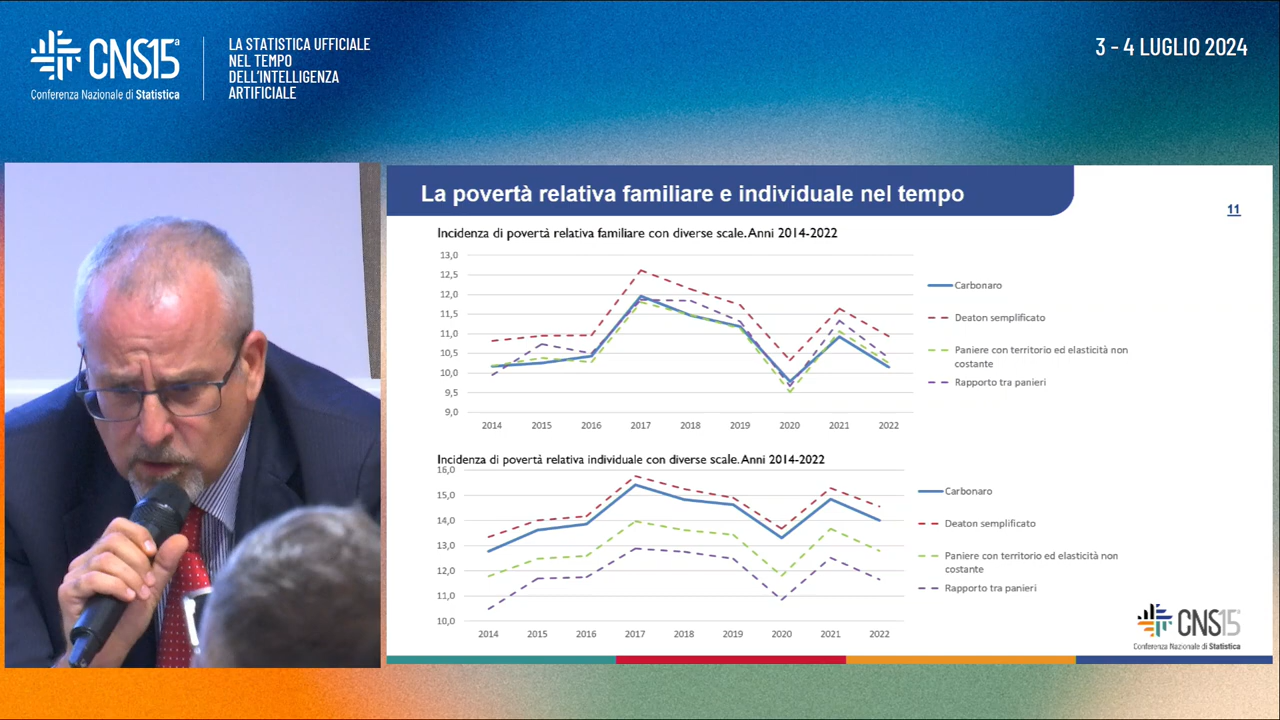 CNS15ª
Conferenza Nazionale di Statistica
LA STATISTICA UFFICIALE
NEL TEMPO
DELL'INTELLIGENZA
ARTIFICIALE
3 - 4 LUGLIO 2024
La povertà relativa familiare e individuale nel tempo
11
Incidenza di povertà relativa familiare con diverse scale. Anni 2014-2022
13,0
12,5
12,0
11,5
11,0
10,5
10,0
9,5
9,0
2014 2015 2016 2017 2018 2019 2020 2021 2022
Carbonaro
Deaton semplificato
Paniere con territorio ed elasticità non
costante
Rapporto tra panieri
Incidenza di povertà relativa individuale con diverse scale. Anni 2014-2022
16,0
15,0
14,0
13,0
12,0
11,0
10,0
2014 2015 2016 2017 2018 2019 2020 2021 2022
Carbonaro
Deaton semplificato
Paniere con territorio ed elasticità non
costante
Rapporto tra panieri
CNS15ª
Conferenza Nazionale di Statistica